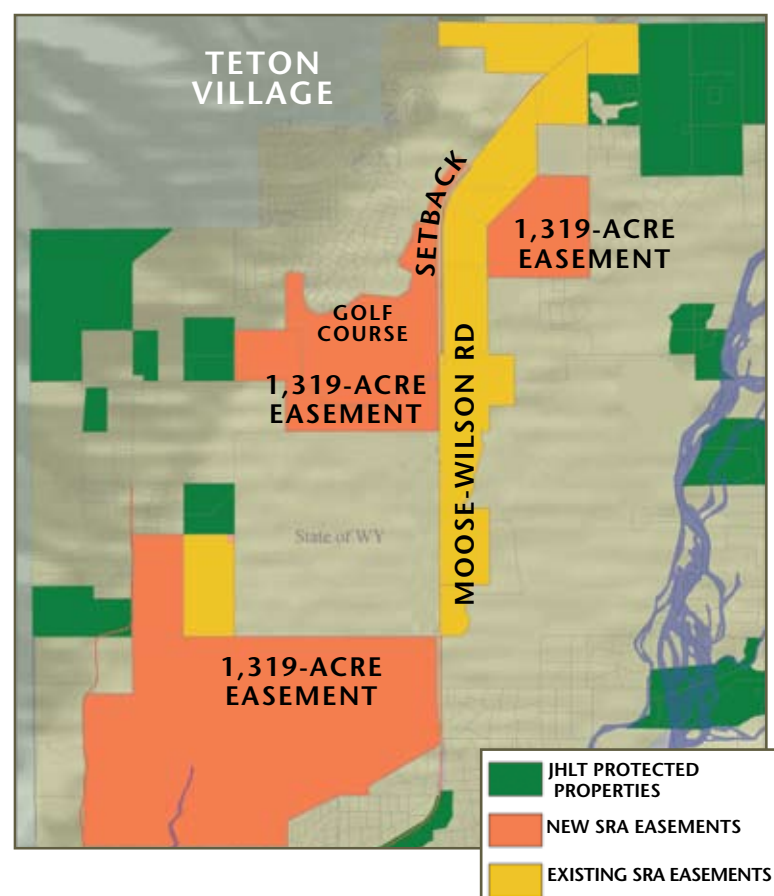 TETON
VILLAGE
SETBACK
1,319-ACRE
EASEMENT
GOLF
COURSE
1,319-ACRE
EASEMENT
MOOSE-WILSON RD
State of WY
1,319-ACRE
EASEMENT
JHLT PROTECTED
PROPERTIES
NEW SRA EASEMENTS
EXISTING SRA EASEMENTS